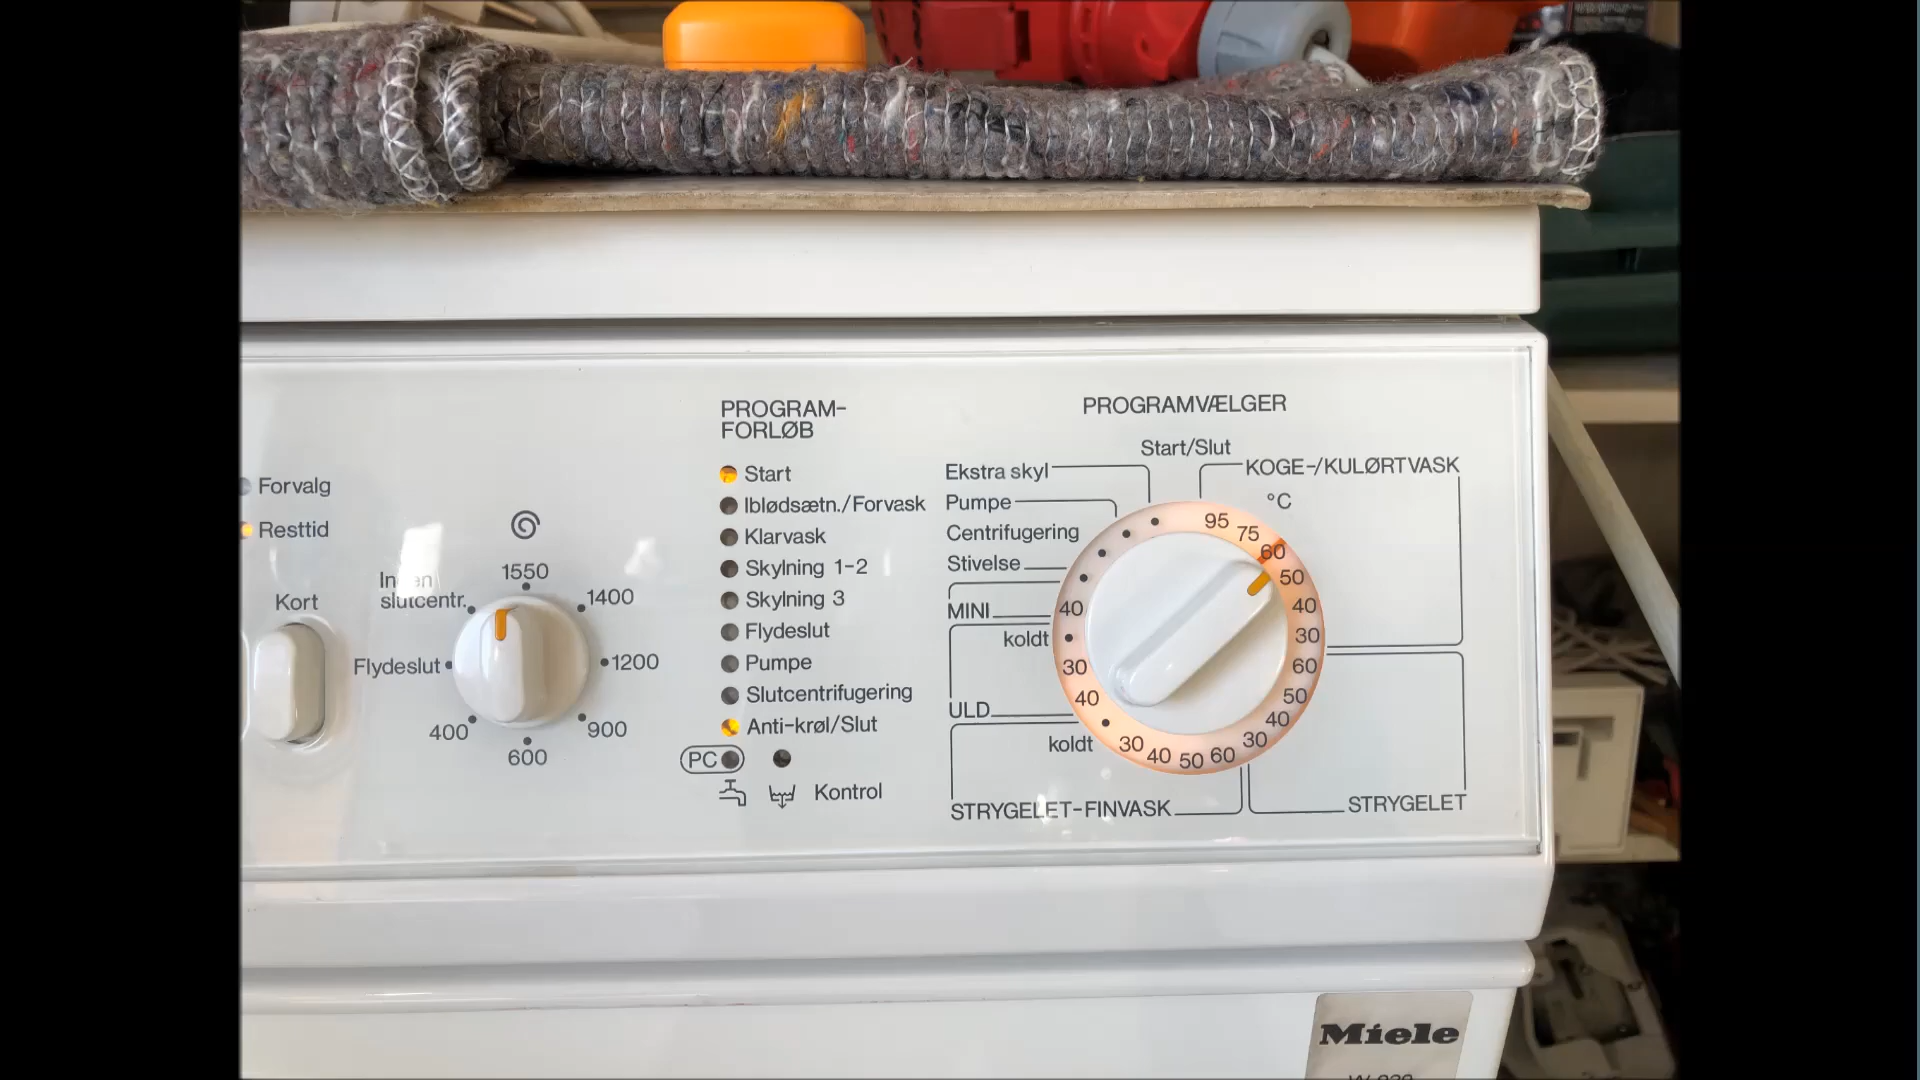 Forvalg
Resttid
Kort
1550
1400
1200
900
600
400
Flydeslut
slutcentr.
PROGRAM-
FORLØB
Start
Iblødsætn./Forvask
Klarvask
Skylning 1-2
Skylning 3
Flydeslut
Pumpe
Slutcentrifugering
Anti-krøl/Slut
PC
Kontrol
PROGRAMVÆLGER
Start/Slut
Ekstra skyl
Pumpe
Centrifugering
Stivelse
MINI
koldt
ULD
koldt
STRYGELET-FINVASK
KOGE-/KULØRTVASK
°C
95
75
60
50
40
30
60
50
40
30
60
50
40
30
40
30
40
STRYGELET
Miele